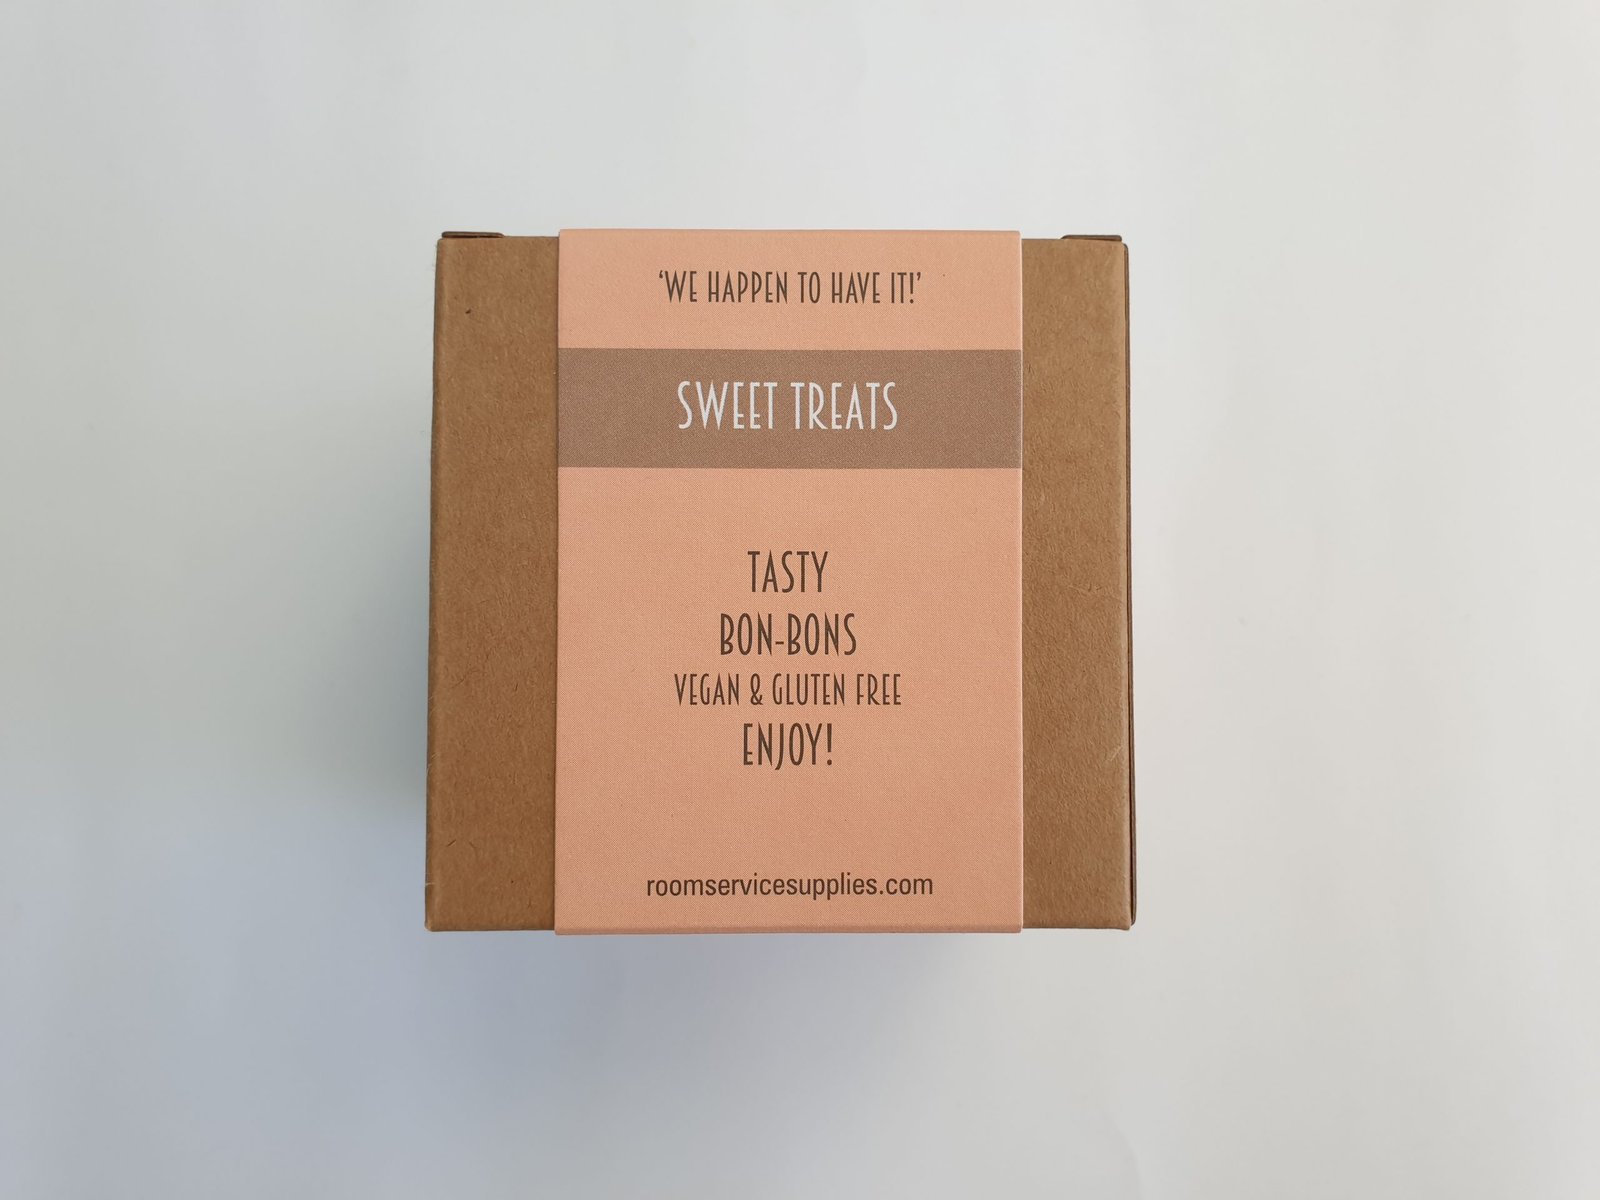 ‘WE HAPPEN TO HAVE IT!’
SWEET TREATS
TASTY
BON-BONS
VEGAN & GLUTEN FREE
ENJOY!
roomservicesupplies.com